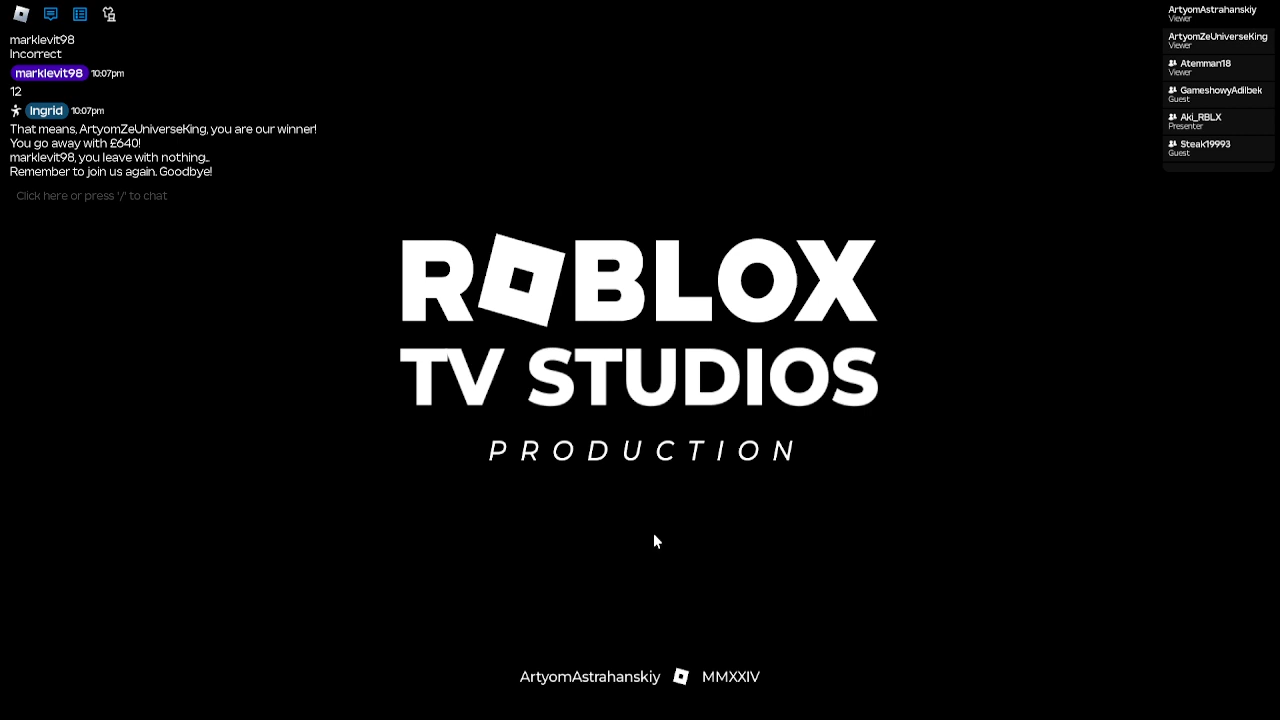 marklevit98
Incorrect
marklevit98 10:07pm
12
Ingrid 10:07pm
That means, ArtyomZeUniverseKing, you are our winner!
You go away with £640!
marklevit98, you leave with nothing...
Remember to join us again. Goodbye!
Click here or press '/' to chat
ArtyomAstrahanskiy
Viewer
ArtyomZeUniverseKing
Viewer
Atemman18
Viewer
GameshowyAdilbek
Guest
Aki_RBLX
Presenter
Steak19993
Guest
ROBLOX
TV STUDIOS
PRODUCTION
ArtyomAstrahanskiy MMXXIV